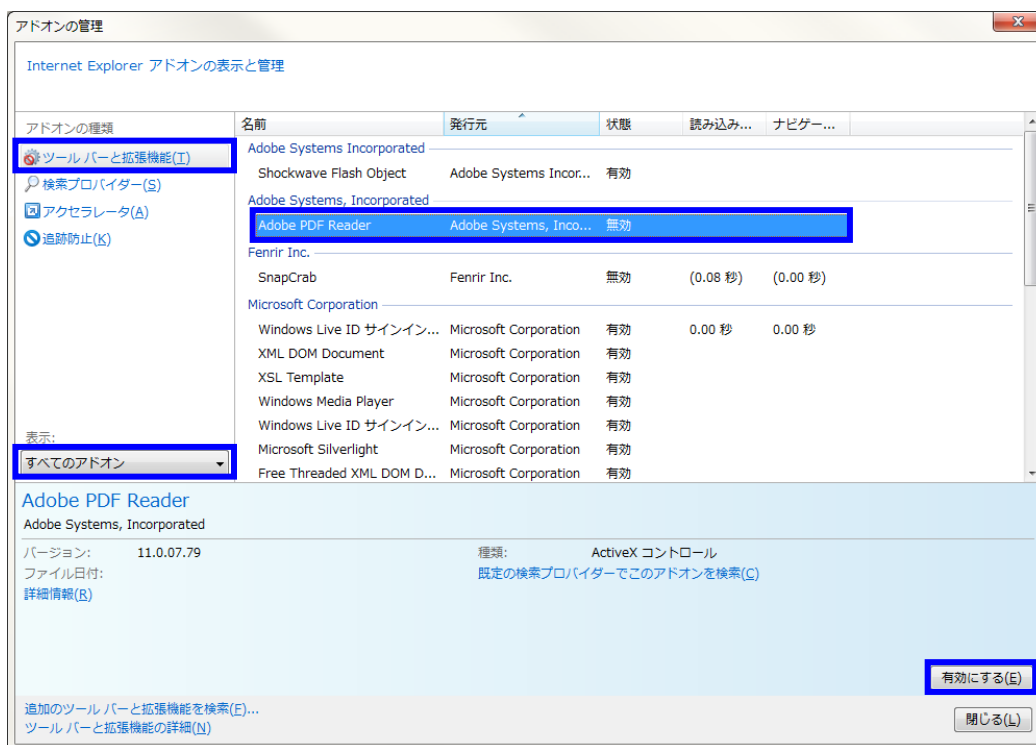 アドオンの管理
Internet Explorer アドオンの表示と管理
アドオンの種類
ツール バーと拡張機能(T)
検索プロバイダー(S)
アクセラレータ(A)
追跡防止(K)
表示:
すべてのアドオン
名前 発行元 状態 読み込み... ナビゲー...
Adobe Systems Incorporated
Shockwave Flash Object Adobe Systems Incor... 有効
Adobe Systems, Incorporated
Adobe PDF Reader Adobe Systems, Inco... 無効
Fenrir Inc.
SnapCrab Fenrir Inc. 無効 (0.08 秒) (0.00 秒)
Microsoft Corporation
Windows Live ID サインイン... Microsoft Corporation 有効 0.00 秒 0.00 秒
XML DOM Document Microsoft Corporation 有効
XSL Template Microsoft Corporation 有効
Windows Media Player Microsoft Corporation 有効
Windows Live ID サインイン... Microsoft Corporation 有効
Microsoft Silverlight Microsoft Corporation 有効
Free Threaded XML DOM D... Microsoft Corporation 有効
Adobe PDF Reader
Adobe Systems, Incorporated
バージョン: 11.0.07.79
ファイル日付:
詳細情報(R)
種類: ActiveX コントロール
既定の検索プロバイダーでこのアドオンを検索(C)
有効にする(E)
追加のツール バーと拡張機能を検索(F)...
ツール バーと拡張機能の詳細(N)
閉じる(L)